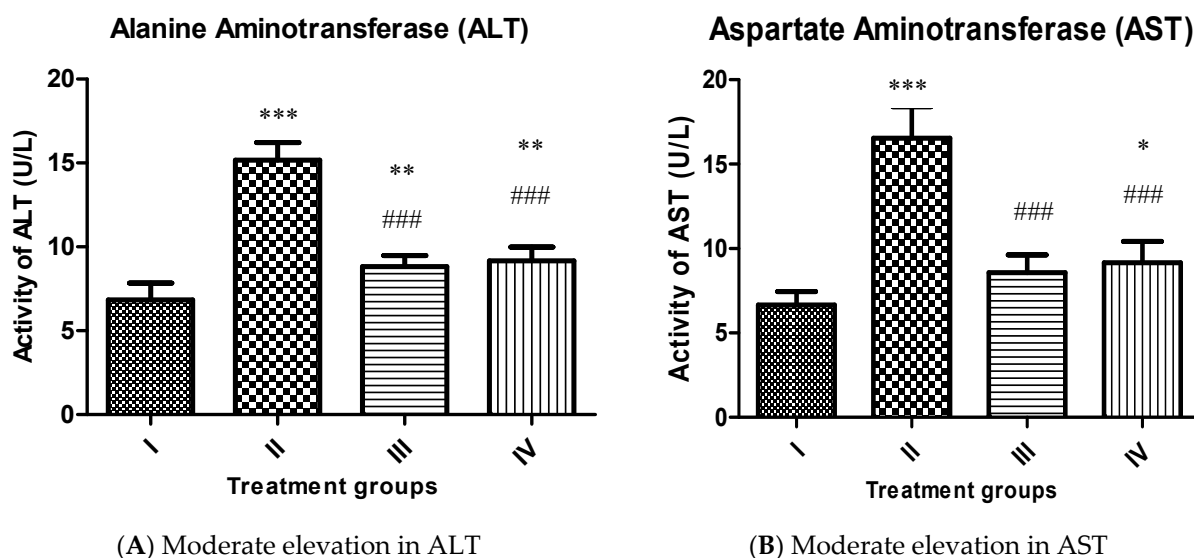 Alanine Aminotransferase (ALT)
Activity of ALT (U/L)
20
15
10
5
0
***
**
###
**
###
I
II
III
IV
Treatment groups
(A) Moderate elevation in ALT
Aspartate Aminotransferase (AST)
Activity of AST (U/L)
20
15
10
5
0
***
###
*
###
I
II
III
IV
Treatment groups
(B) Moderate elevation in AST